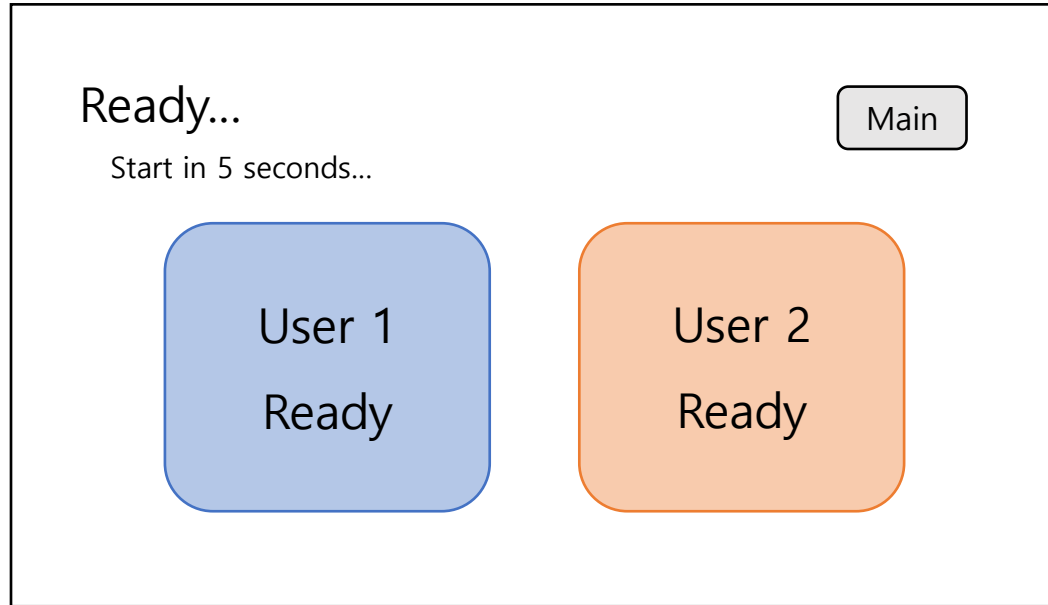 Ready...
Main
Start in 5 seconds...
User 1
Ready
User 2
Ready